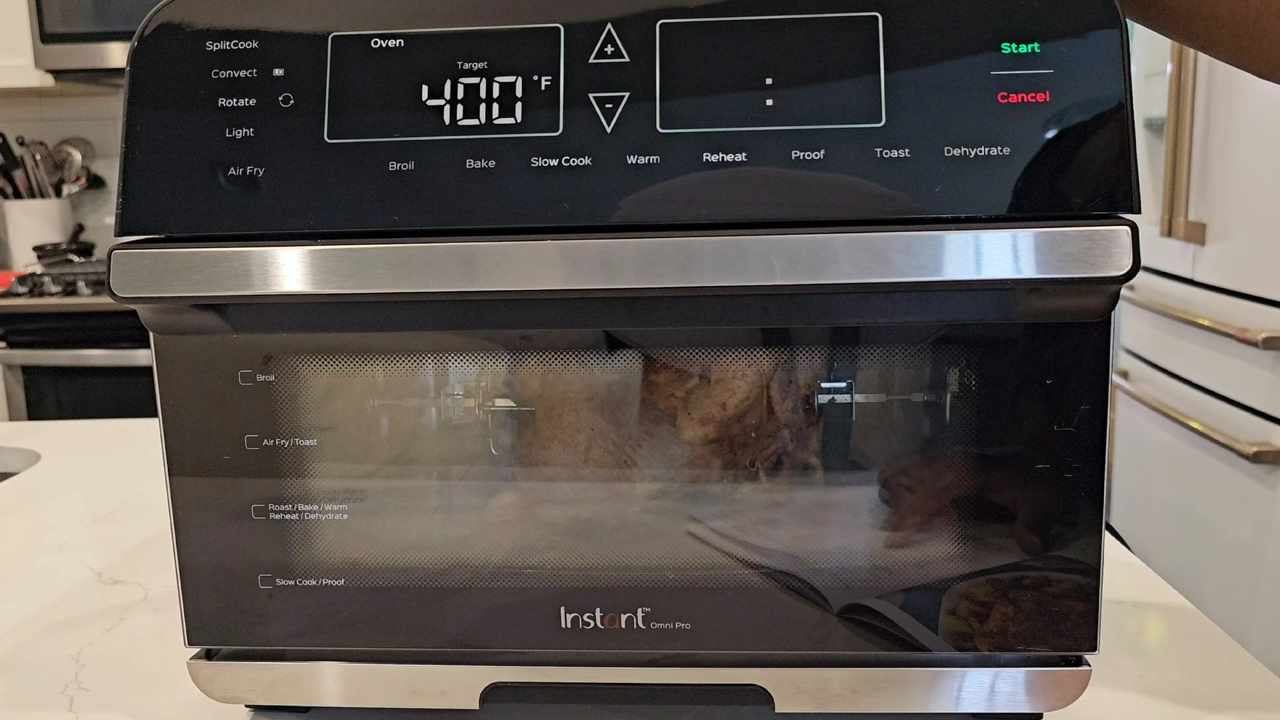 SplitCook
Convect
Rotate
Light
Air Fry
Oven
Target
400°F
+
-
:
Start
Cancel
Broil Bake Slow Cook Warm Reheat Proof Toast Dehydrate
Broil
Air Fry / Toast
Roast / Bake / Warm
Reheat / Dehydrate
Slow Cook / Proof
Instant™ Omni Pro